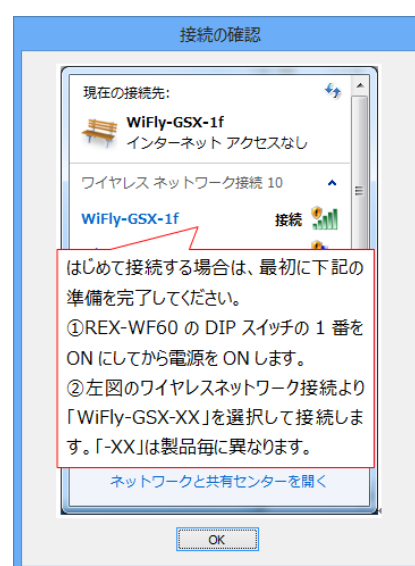 接続の確認
現在の接続先:
WiFly-GSX-1f
インターネット アクセスなし
ワイヤレス ネットワーク接続 10
WiFly-GSX-1f 接続
はじめて接続する場合は、最初に下記の
準備を完了してください。
①REX-WF60 の DIP スイッチの 1 番を
ON にしてから電源を ON します。
②左図のワイヤレスネットワーク接続より
「WiFly-GSX-XX」を選択して接続しま
す。「-XX」は製品毎に異なります。
ネットワークと共有センターを開く
OK